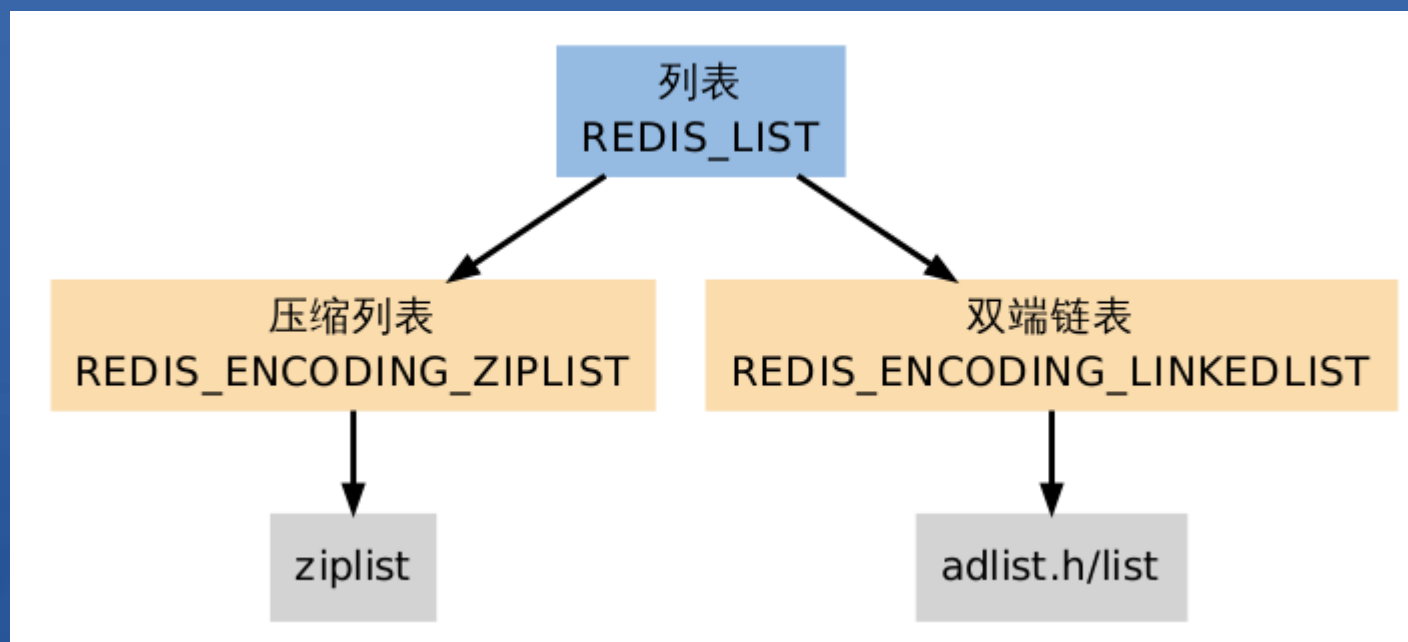 列表
REDIS_LIST
压缩列表
REDIS_ENCODING_ZIPLIST
双端链表
REDIS_ENCODING_LINKEDLIST
ziplist
adlist.h/list